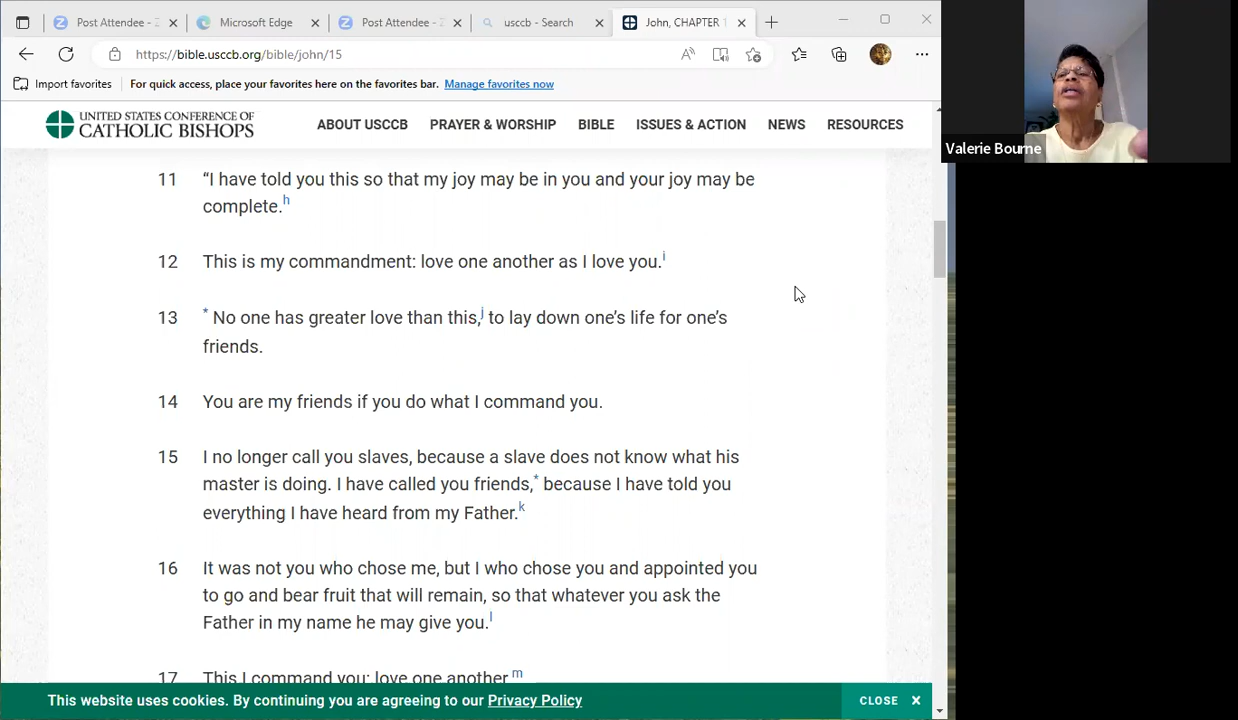 Post Attendee - Z
Microsoft Edge
Post Attendee - Z
usccb - Search
John, CHAPTER 1
https://bible.usccb.org/bible/john/15
Import favorites
For quick access, place your favorites here on the favorites bar. Manage favorites now
UNITED STATES CONFERENCE OF
CATHOLIC BISHOPS
ABOUT USCCB PRAYER & WORSHIP BIBLE ISSUES & ACTION NEWS RESOURCES
Valerie Bourne
11 “I have told you this so that my joy may be in you and your joy may be
complete.h
12 This is my commandment: love one another as I love you.i
13 * No one has greater love than this,j to lay down one’s life for one’s
friends.
14 You are my friends if you do what I command you.
15 I no longer call you slaves, because a slave does not know what his
master is doing. I have called you friends,* because I have told you
everything I have heard from my Father.k
16 It was not you who chose me, but I who chose you and appointed you
to go and bear fruit that will remain, so that whatever you ask the
Father in my name he may give you.l
17 This I command you: love one another.m
This website uses cookies. By continuing you are agreeing to our Privacy Policy
CLOSE ×